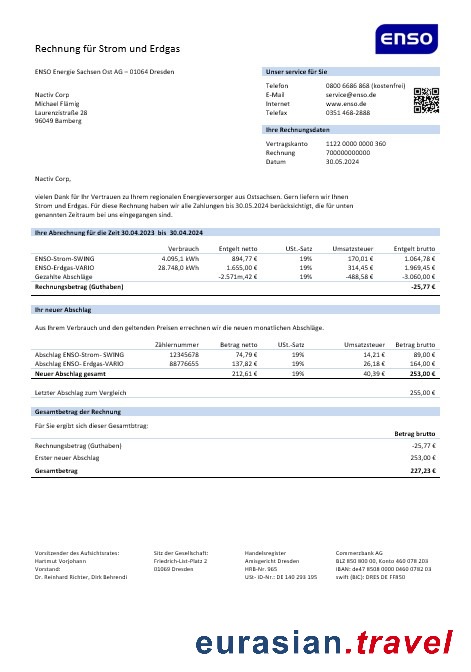 ENSO
Rechnung für Strom und Erdgas
ENSO Energie Sachsen Ost AG – 01064 Dresden
Unser service für Sie
Nactiv Corp
Michael Flämig
Laurenzistraße 28
96049 Bamberg
Telefon 0800 6686 868 (kostenfrei)
E-Mail service@enso.de
Internet www.enso.de
Telefax 0351 468-2888
Ihre Rechnungsdaten
Vertragskanto 1122 0000 0000 360
Rechnung 700000000000
Datum 30.05.2024
Nactiv Corp,
vielen Dank für Ihr Vertrauen zu Ihrem regionalen Energieversorger aus Ostsachsen. Gern liefern wir Ihnen
Strom und Erdgas. Für diese Rechnung haben wir alle Zahlungen bis 30.05.2024 berücksichtigt, die für unten
genannten Zeitraum bei uns eingegangen sind.
Ihre Abrechnung für die Zeit 30.04.2023 bis 30.04.2024
Verbrauch Entgelt netto USt.-Satz Umsatzsteuer Entgelt brutto
ENSO-Strom-SWING 4.095,1 kWh 894,77 € 19% 170,01 € 1.064,78 €
ENSO-Erdgas-VARIO 28.748,0 kWh 1.655,00 € 19% 314,45 € 1.969,45 €
Gezahlte Abschläge -2.571m,42 € 19% -488,58 € -3.060,00 €
Rechnungsbetrag (Guthaben) -25,77 €
Ihr neuer Abschlag
Aus Ihrem Verbrauch und den geltenden Preisen errechnen wir die neuen monatlichen Abschläge.
Zählernummer Betrag netto USt.-Satz Umsatzsteuer Betrag brutto
Abschlag ENSO-Strom- SWING 12345678 74,79 € 19% 14,21 € 89,00 €
Abschlag ENSO- Erdgas-VARIO 88776655 137,82 € 19% 26,18 € 164,00 €
Neuer Abschlag gesamt 212,61 € 19% 40,39 € 253,00 €
Letzter Abschlag zum Vergleich 255,00 €
Gesamtbetrag der Rechnung
Für Sie ergibt sich dieser Gesamtbtrag:
Betrag brutto
Rechnungsbetrag (Guthaben) -25,77 €
Erster neuer Abschlag 253,00 €
Gesamtbetrag 227,23 €
Vorsitzender des Aufsichtsrates:
Hartmut Vorjohann
Vorstand:
Dr. Reinhard Richter, Dirk Behrendi
Sitz der Gesellschaft:
Friedrich-List-Platz 2
01069 Dresden
Handelsregister
Amisgericht Dresden
HRB-Nr. 965
USt- ID-Nr.: DE 140 293 195
Commerzbank AG
BLZ 850 800 00, Konto 460 078 203
IBAN: de47 8508 0000 0460 0782 03
swift (BIC): DRES DE FF850
eurasian.travel